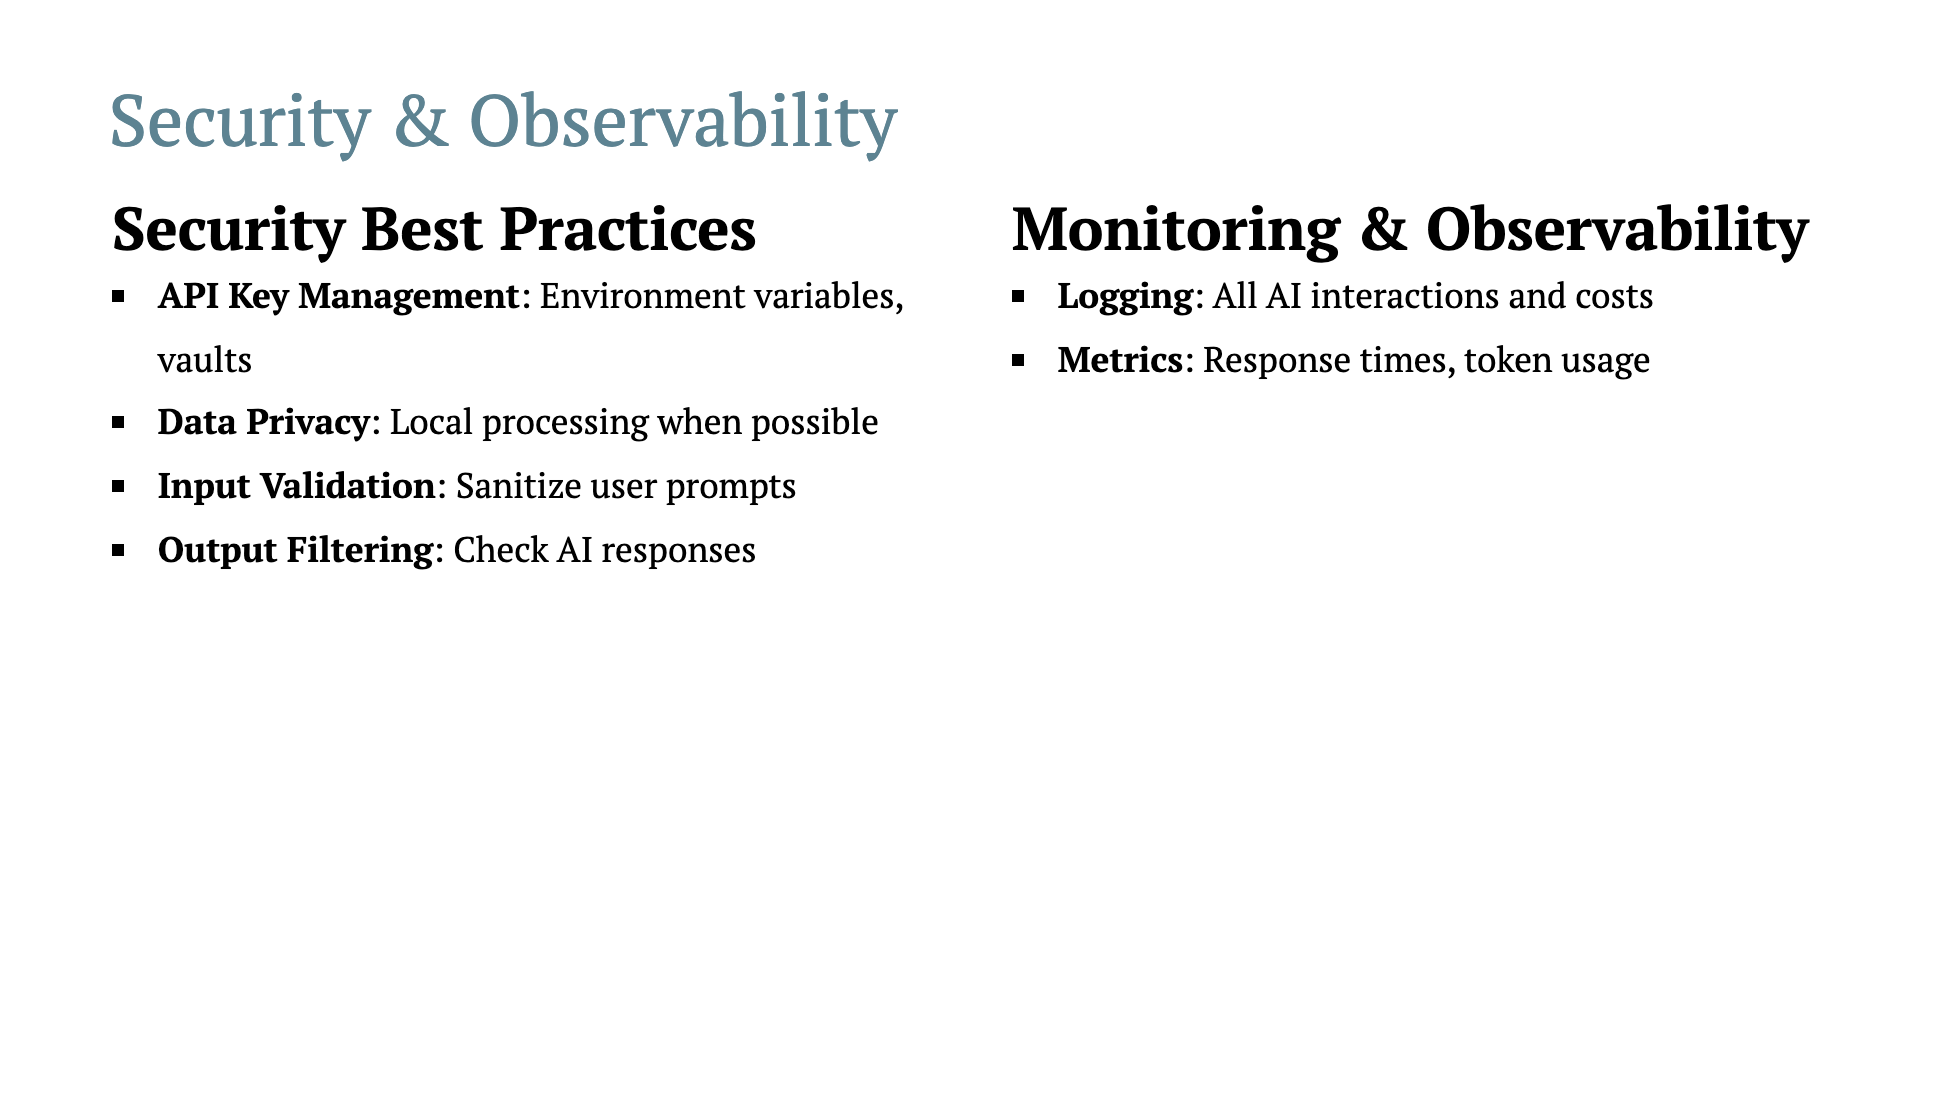 Security & Observability
Security Best Practices
▪ API Key Management: Environment variables,
vaults
▪ Data Privacy: Local processing when possible
▪ Input Validation: Sanitize user prompts
▪ Output Filtering: Check AI responses
Monitoring & Observability
▪ Logging: All AI interactions and costs
▪ Metrics: Response times, token usage